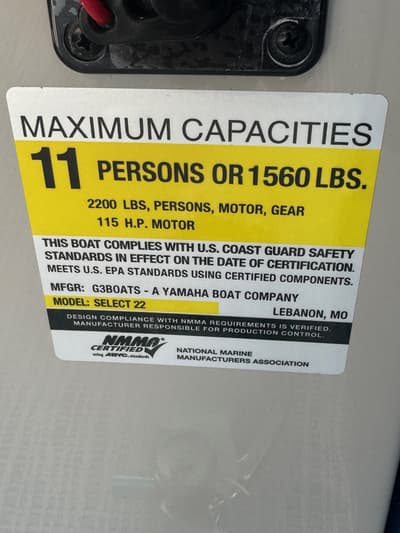 MAXIMUM CAPACITIES
11 PERSONS OR 1560 LBS.
2200 LBS, PERSONS, MOTOR, GEAR
115 H.P. MOTOR
THIS BOAT COMPLIES WITH U.S. COAST GUARD SAFETY
STANDARDS IN EFFECT ON THE DATE OF CERTIFICATION.
MEETS U.S. EPA STANDARDS USING CERTIFIED COMPONENTS.
MFGR: G3BOATS - A YAMAHA BOAT COMPANY
MODEL: SELECT 22
LEBANON, MO
DESIGN COMPLIANCE WITH NMMA REQUIREMENTS IS VERIFIED.
MANUFACTURER RESPONSIBLE FOR PRODUCTION CONTROL.
NMMA
CERTIFIED
using ABYC standards
NATIONAL MARINE
MANUFACTURERS ASSOCIATION